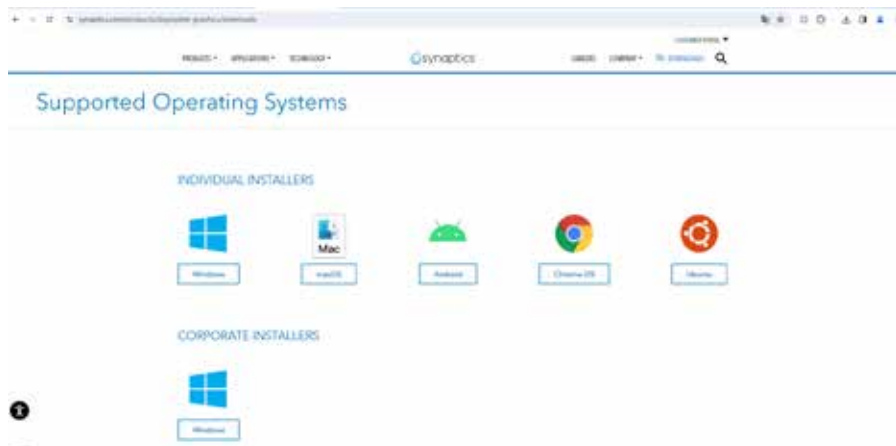 PRODUCTS APPLICATIONS TECHNOLOGY synaptics CAREERS COMPANY
Supported Operating Systems
INDIVIDUAL INSTALLERS
Mac
Windows macOS Android Chrome OS Ubuntu
CORPORATE INSTALLERS
Windows